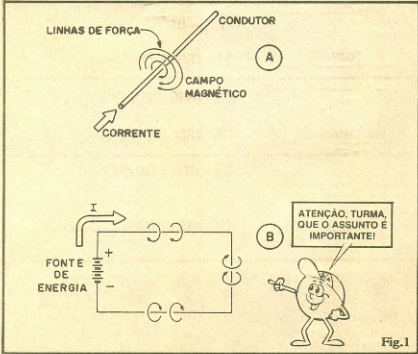 CONDUTOR
LINHAS DE FORÇA
A
CAMPO
MAGNÉTICO
CORRENTE
I
+
FONTE
DE
ENERGIA
-
B
ATENÇÃO, TURMA,
QUE O ASSUNTO É
IMPORTANTE!
Fig.1